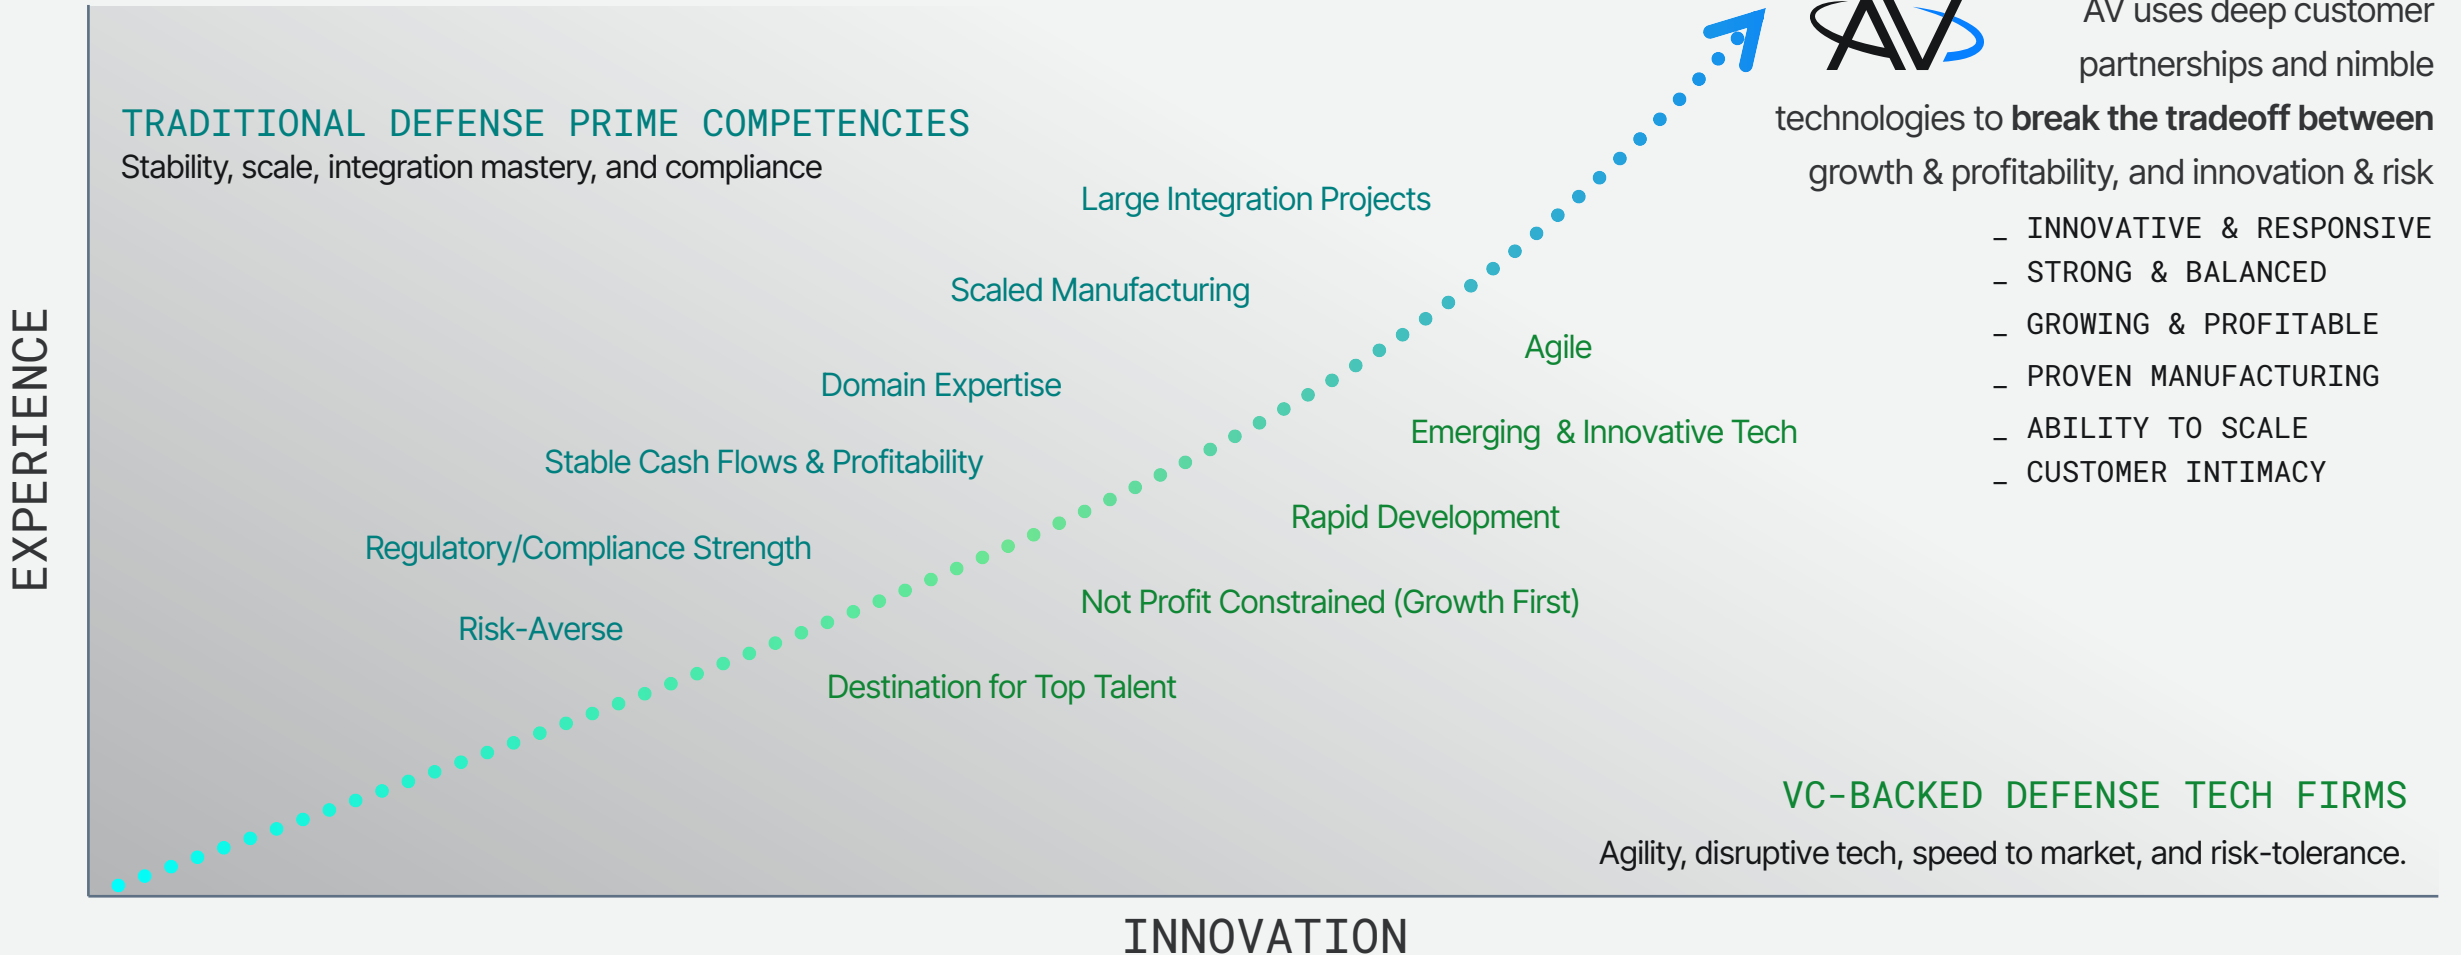 AV
AV uses deep customer
partnerships and nimble
technologies to break the tradeoff between
growth & profitability, and innovation & risk
_ INNOVATIVE & RESPONSIVE
_ STRONG & BALANCED
_ GROWING & PROFITABLE
_ PROVEN MANUFACTURING
_ ABILITY TO SCALE
_ CUSTOMER INTIMACY
TRADITIONAL DEFENSE PRIME COMPETENCIES
Stability, scale, integration mastery, and compliance
Large Integration Projects
Scaled Manufacturing
Domain Expertise
Stable Cash Flows & Profitability
Regulatory/Compliance Strength
Risk-Averse
Agile
Emerging  & Innovative Tech
Rapid Development
Not Profit Constrained (Growth First)
Destination for Top Talent
VC-BACKED DEFENSE TECH FIRMS
Agility, disruptive tech, speed to market, and risk-tolerance.
EXPERIENCE
INNOVATION